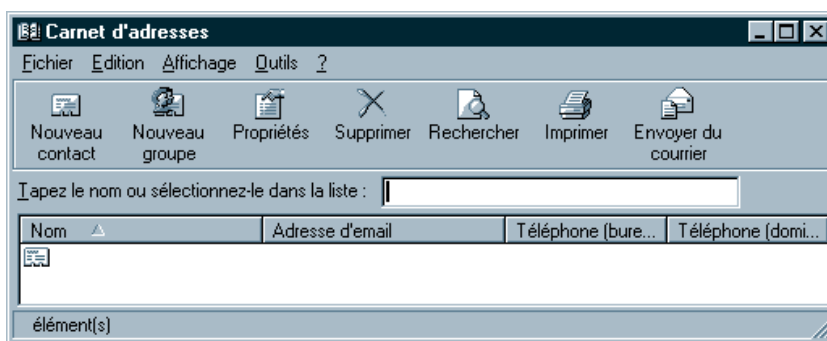 Carnet d'adresses
Fichier Edition Affichage Outils ?
Nouveau contact
Nouveau groupe
Propriétés
Supprimer
Rechercher
Imprimer
Envoyer du courrier
Tapez le nom ou sélectionnez-le dans la liste :
Nom Adresse d'email Téléphone (bure... Téléphone (domi...
élément(s)